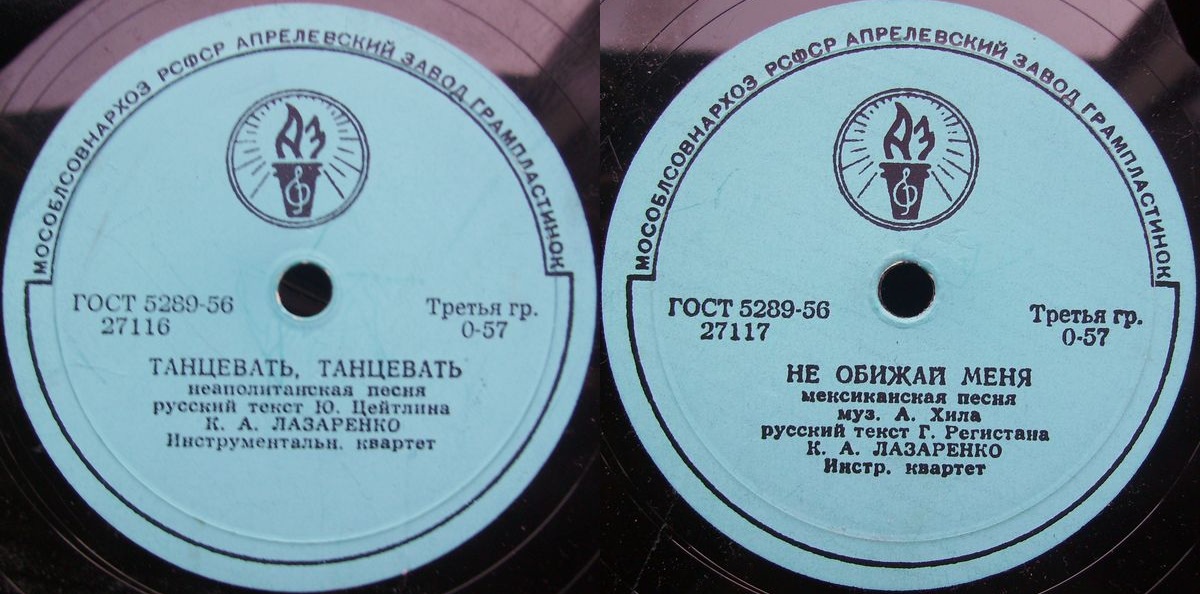 МОСОБЛСОВНАРХОЗ РСФСР АПРЕЛЕВСКИЙ ЗАВОД ГРАМПЛАСТИНОК
АЗ
ГОСТ 5289-56
27116
Третья гр.
0-57
ТАНЦЕВАТЬ, ТАНЦЕВАТЬ
неаполитанская песня
русский текст Ю. Цейтлина
К. А. ЛАЗАРЕНКО
Инструментальн. квартет
МОСОБЛСОВНАРХОЗ РСФСР АПРЕЛЕВСКИЙ ЗАВОД ГРАМПЛАСТИНОК
АЗ
ГОСТ 5289-56
27117
Третья гр.
0-57
НЕ ОБИЖАЙ МЕНЯ
мексиканская песня
муз. А. Хила
русский текст Г. Регистана
К. А. ЛАЗАРЕНКО
Инстр. квартет